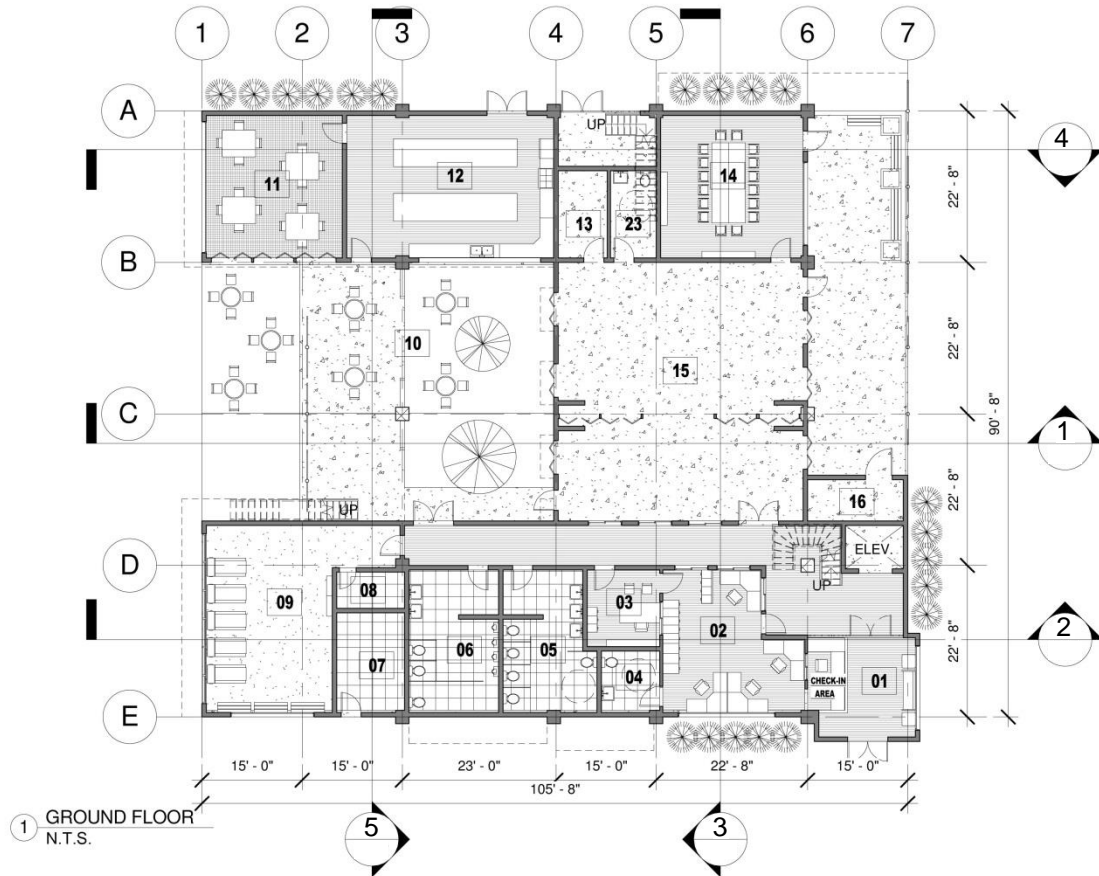 1 2 3 4 5 6 7
A
UP
4
11 12 13 23 14
22' - 8"
B
10 15
22' - 8"
90' - 8"
C
1
16
22' - 8"
UP
ELEV.
D
UP
08 03
09 02
2
07 06 05 04
CHECK-IN
AREA
01
22' - 8"
E
15' - 0" 15' - 0" 23' - 0" 15' - 0" 22' - 8" 15' - 0"
105' - 8"
1 GROUND FLOOR
N.T.S.
5 3